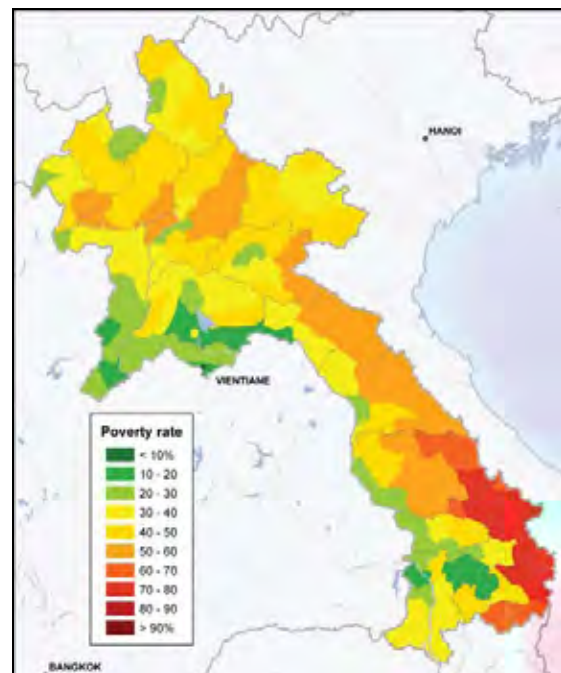 HANOI
VIENTIANE
Poverty rate
< 10%
10 - 20
20 - 30
30 - 40
40 - 50
50 - 60
60 - 70
70 - 80
80 - 90
> 90%
BANGKOK